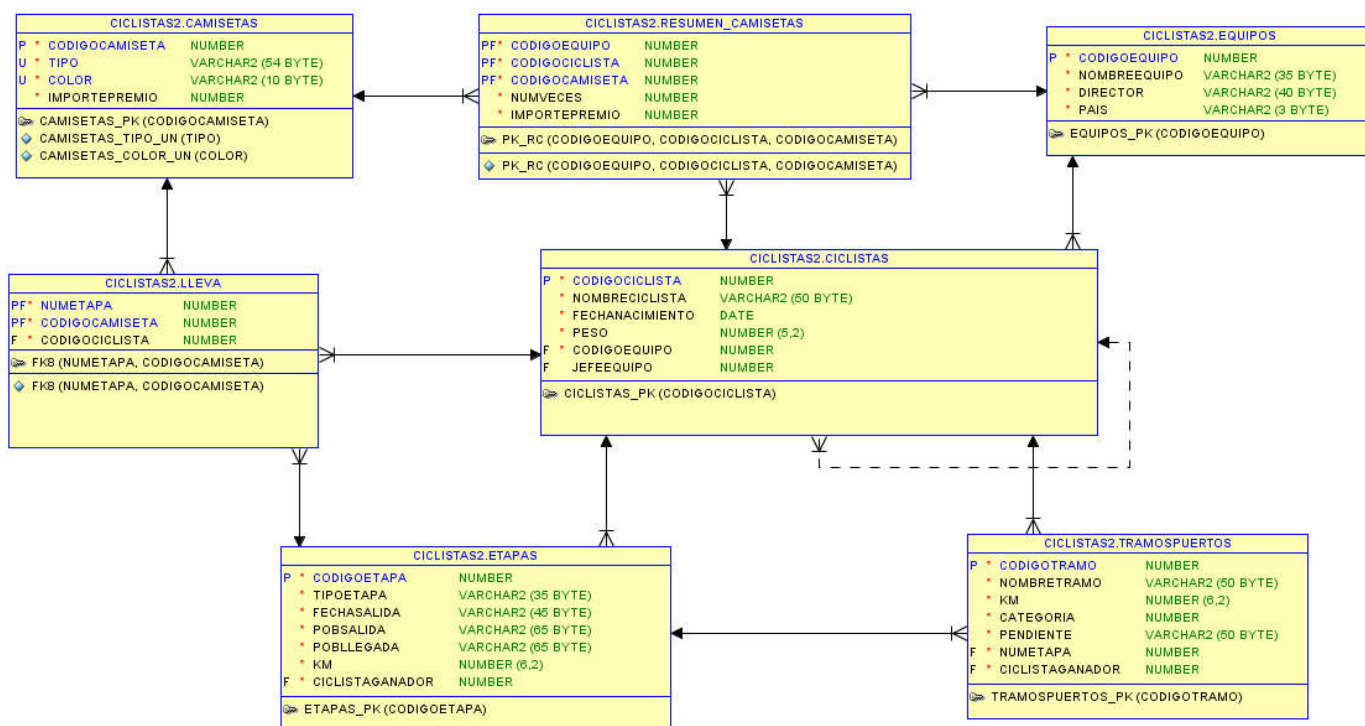 CICLISTAS2.CAMISETAS
P * CODIGOCAMISETA NUMBER
U * TIPO VARCHAR2 (54 BYTE)
U * COLOR VARCHAR2 (10 BYTE)
* IMPORTEPREMIO NUMBER
CAMISETAS_PK (CODIGOCAMISETA)
CAMISETAS_TIPO_UN (TIPO)
CAMISETAS_COLOR_UN (COLOR)
CICLISTAS2.RESUMEN_CAMISETAS
PF* CODIGOEQUIPO NUMBER
PF* CODIGOCICLISTA NUMBER
PF* CODIGOCAMISETA NUMBER
* NUMVECES NUMBER
* IMPORTEPREMIO NUMBER
PK_RC (CODIGOEQUIPO, CODIGOCICLISTA, CODIGOCAMISETA)
PK_RC (CODIGOEQUIPO, CODIGOCICLISTA, CODIGOCAMISETA)
CICLISTAS2.EQUIPOS
P * CODIGOEQUIPO NUMBER
* NOMBREEQUIPO VARCHAR2 (35 BYTE)
* DIRECTOR VARCHAR2 (40 BYTE)
* PAIS VARCHAR2 (3 BYTE)
EQUIPOS_PK (CODIGOEQUIPO)
CICLISTAS2.LLEVA
PF* NUMETAPA NUMBER
PF* CODIGOCAMISETA NUMBER
F * CODIGOCICLISTA NUMBER
FK8 (NUMETAPA, CODIGOCAMISETA)
FK8 (NUMETAPA, CODIGOCAMISETA)
CICLISTAS2.CICLISTAS
P * CODIGOCICLISTA NUMBER
* NOMBRECICLISTA VARCHAR2 (50 BYTE)
* FECHANACIMIENTO DATE
* PESO NUMBER (5,2)
F * CODIGOEQUIPO NUMBER
F JEFEEQUIPO NUMBER
CICLISTAS_PK (CODIGOCICLISTA)
CICLISTAS2.ETAPAS
P * CODIGOETAPA NUMBER
* TIPOETAPA VARCHAR2 (35 BYTE)
* FECHASALIDA VARCHAR2 (45 BYTE)
* POBSALIDA VARCHAR2 (65 BYTE)
* POBLLEGADA VARCHAR2 (65 BYTE)
* KM NUMBER (6,2)
F * CICLISTAGANADOR NUMBER
ETAPAS_PK (CODIGOETAPA)
CICLISTAS2.TRAMOSPUERTOS
P * CODIGOTRAMO NUMBER
* NOMBRETRAMO VARCHAR2 (50 BYTE)
* KM NUMBER (6,2)
* CATEGORIA NUMBER
* PENDIENTE VARCHAR2 (50 BYTE)
F * NUMETAPA NUMBER
F * CICLISTAGANADOR NUMBER
TRAMOSPUERTOS_PK (CODIGOTRAMO)